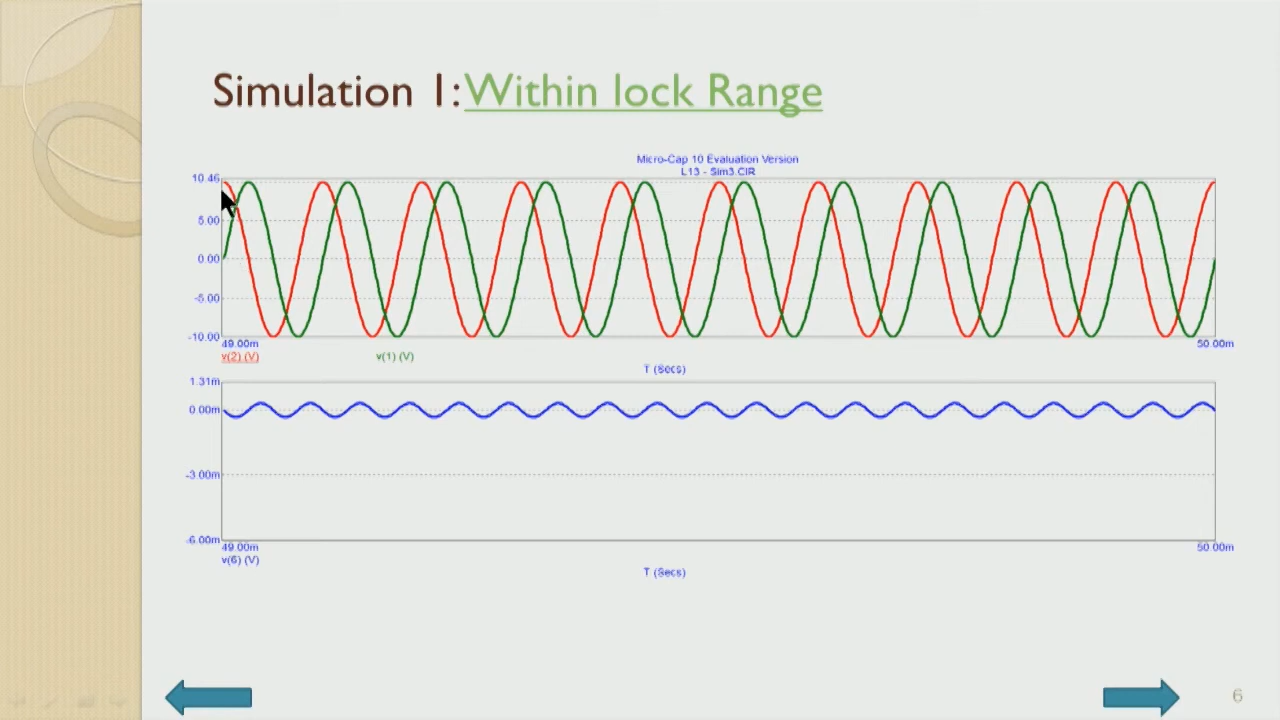 Simulation 1: Within lock Range
Micro-Cap 10 Evaluation Version
L13 - Sim3.CIR
10.46
5.00
0.00
-5.00
-10.00
49.00m
50.00m
v(2) (V)
v(1) (V)
T (Secs)
1.31m
0.00m
-3.00m
-6.00m
49.00m
50.00m
v(6) (V)
T (Secs)
6